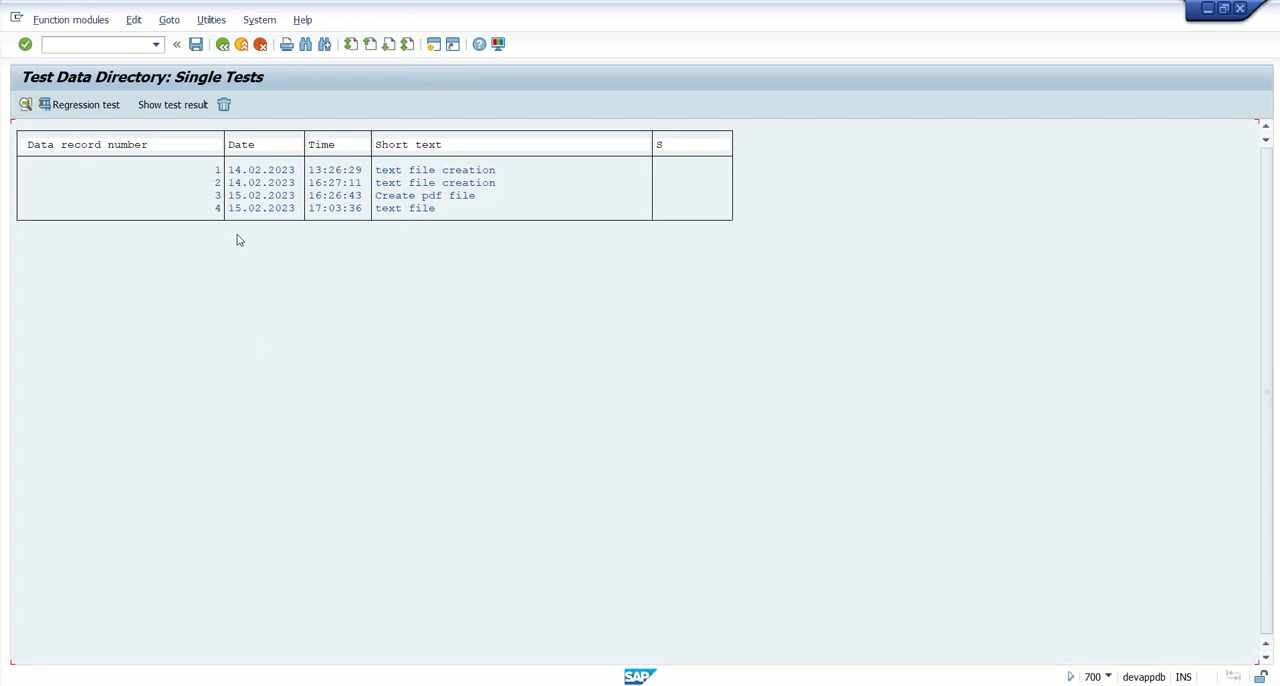 Function modules Edit Goto Utilities System Help
Test Data Directory: Single Tests
Regression test Show test result
Data record number Date Time Short text S
1 14.02.2023 13:26:29 text file creation
2 14.02.2023 16:27:11 text file creation
3 15.02.2023 16:26:43 Create pdf file
4 15.02.2023 17:03:36 text file
SAP 700 devappdb INS